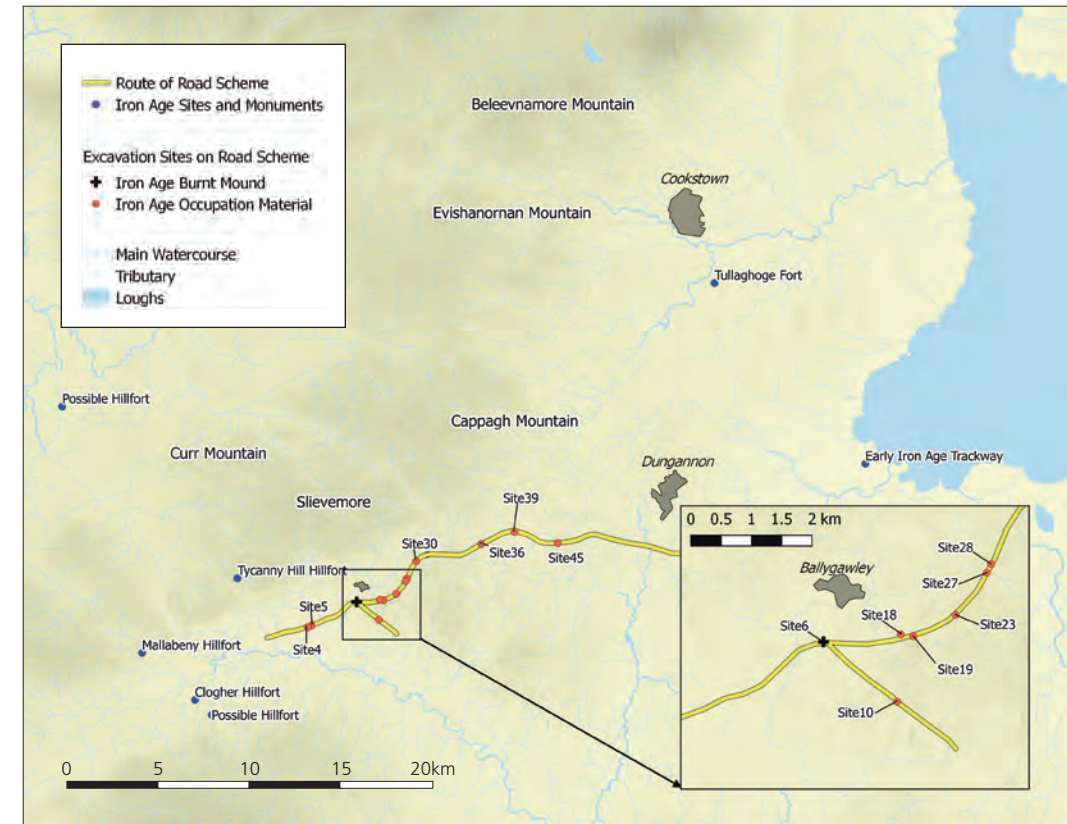 Route of Road Scheme
Iron Age Sites and Monuments
Excavation Sites on Road Scheme
Iron Age Burnt Mound
Iron Age Occupation Material
Main Watercourse
Tributary
Loughs
Beleevnamore Mountain
Cookstown
Evishanornan Mountain
Tullaghoge Fort
Possible Hillfort
Cappagh Mountain
Curr Mountain
Dungannon
Early Iron Age Trackway
Slievemore
Site39
Site30
Site36
Site45
Tycanny Hill Hillfort
Site5
Site4
Mallabeny Hillfort
Clogher Hillfort
Possible Hillfort
0 5 10 15 20km
0 0.5 1 1.5 2 km
Ballygawley
Site28
Site27
Site18
Site6
Site23
Site19
Site10